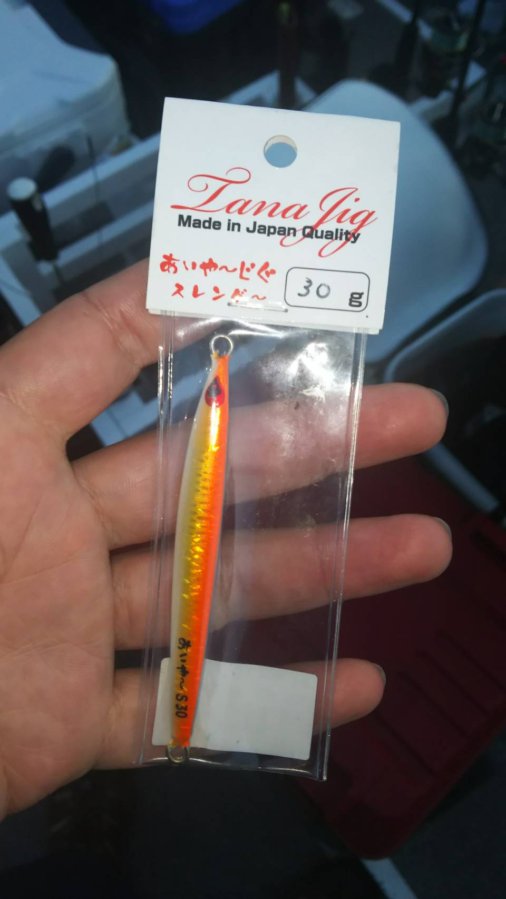 Tana Jig
Made in Japan Quality
あいや～じぐ
スレンダ～
30 g
あいや～S30